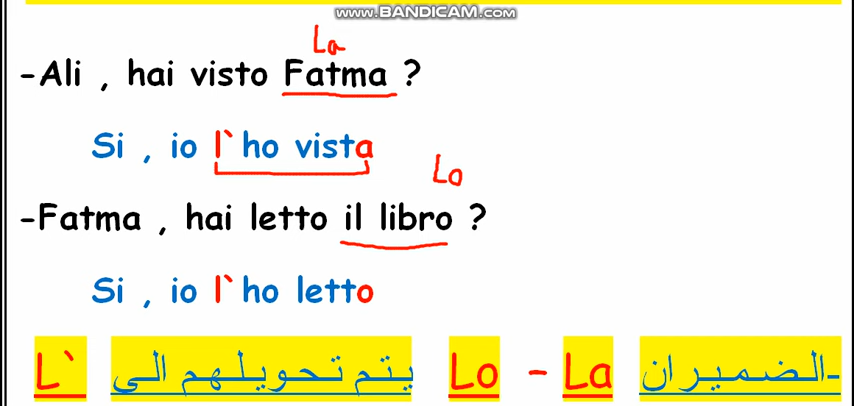 www.BANDICAM.com
La
-Ali , hai visto Fatma ?
Si , io l`ho vista
Lo
-Fatma , hai letto il libro ?
Si , io l`ho letto
-الضميران La - Lo يتم تحويلهم الى L`